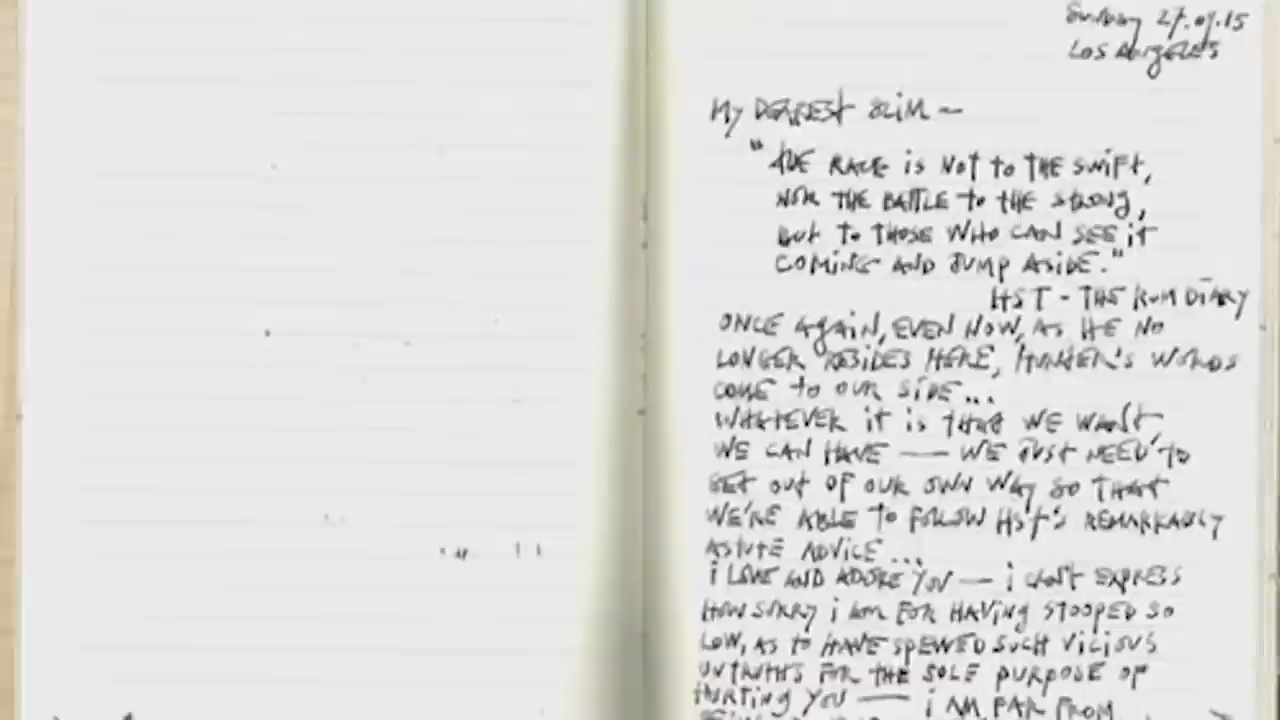 Sunday 27.09.15
Los Angeles
My DEAREST SLIM ~
"THE RACE is NOT to THE SWIFT,
NOR THE BATTLE to THE STRONG,
BUT TO THOSE WHO CAN SEE iT
COMING AND JUMP ASIDE."
HST - THE RUM DIARY
ONCE AgAiN, EVEN NOW, AS HE NO
LONGER RESIDES HERE, HUNTER'S WORDS
COME to OUR SIDE...
WHATEVER iT is THAT WE WANT,
WE CAN HAVE — WE JUST NEED TO
GET OUT OF OUR OWN WAY SO THAT
WE'RE ABLE TO FOLLOW HST'S REMARKABLY
ASTUTE ADVICE...
i LOVE AND ADORE YOU — i CAN'T EXPRESS
HOW SORRY i AM FOR HAVING STOOPED SO
LOW, AS TO HAVE SPEWED SUCH VICIOUS
UNTRUTHS FOR THE SOLE PURPOSE OF
HURTING YOU — i AM FAR FROM